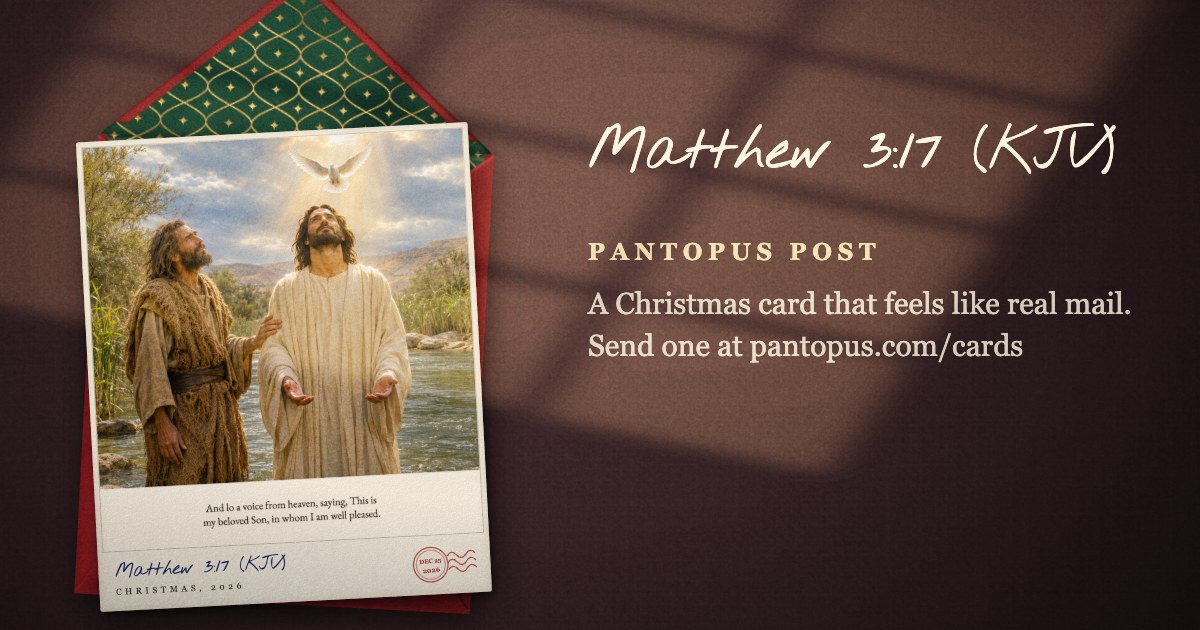 And lo a voice from heaven, saying, This is
my beloved Son, in whom I am well pleased.
Matthew 3:17 (KJV)
CHRISTMAS, 2026
DEC 25
2026
Matthew 3:17 (KJV)
PANTOPUS POST
A Christmas card that feels like real mail.
Send one at pantopus.com/cards